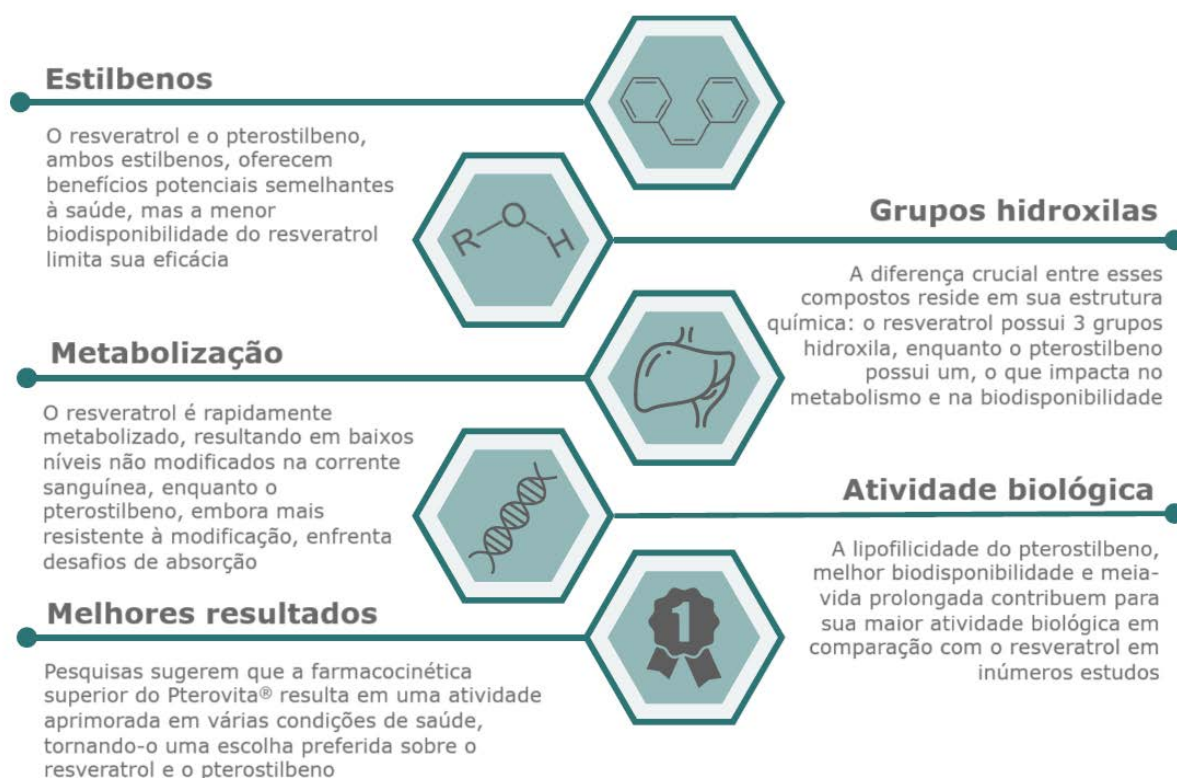 Estilbenos
O resveratrol e o pterostilbeno,
ambos estilbenos, oferecem
benefícios potenciais semelhantes
à saúde, mas a menor
biodisponibilidade do resveratrol
limita sua eficácia
R O H
Grupos hidroxilas
A diferença crucial entre esses
compostos reside em sua estrutura
química: o resveratrol possui 3 grupos
hidroxila, enquanto o pterostilbeno
possui um, o que impacta no
metabolismo e na biodisponibilidade
Metabolização
O resveratrol é rapidamente
metabolizado, resultando em baixos
níveis não modificados na corrente
sanguínea, enquanto o
pterostilbeno, embora mais
resistente à modificação, enfrenta
desafios de absorção
Atividade biológica
A lipofilicidade do pterostilbeno,
melhor biodisponibilidade e meia-
vida prolongada contribuem para
sua maior atividade biológica em
comparação com o resveratrol em
inúmeros estudos
Melhores resultados
1
Pesquisas sugerem que a farmacocinética
superior do Pterovita® resulta em uma atividade
aprimorada em várias condições de saúde,
tornando-o uma escolha preferida sobre o
resveratrol e o pterostilbeno